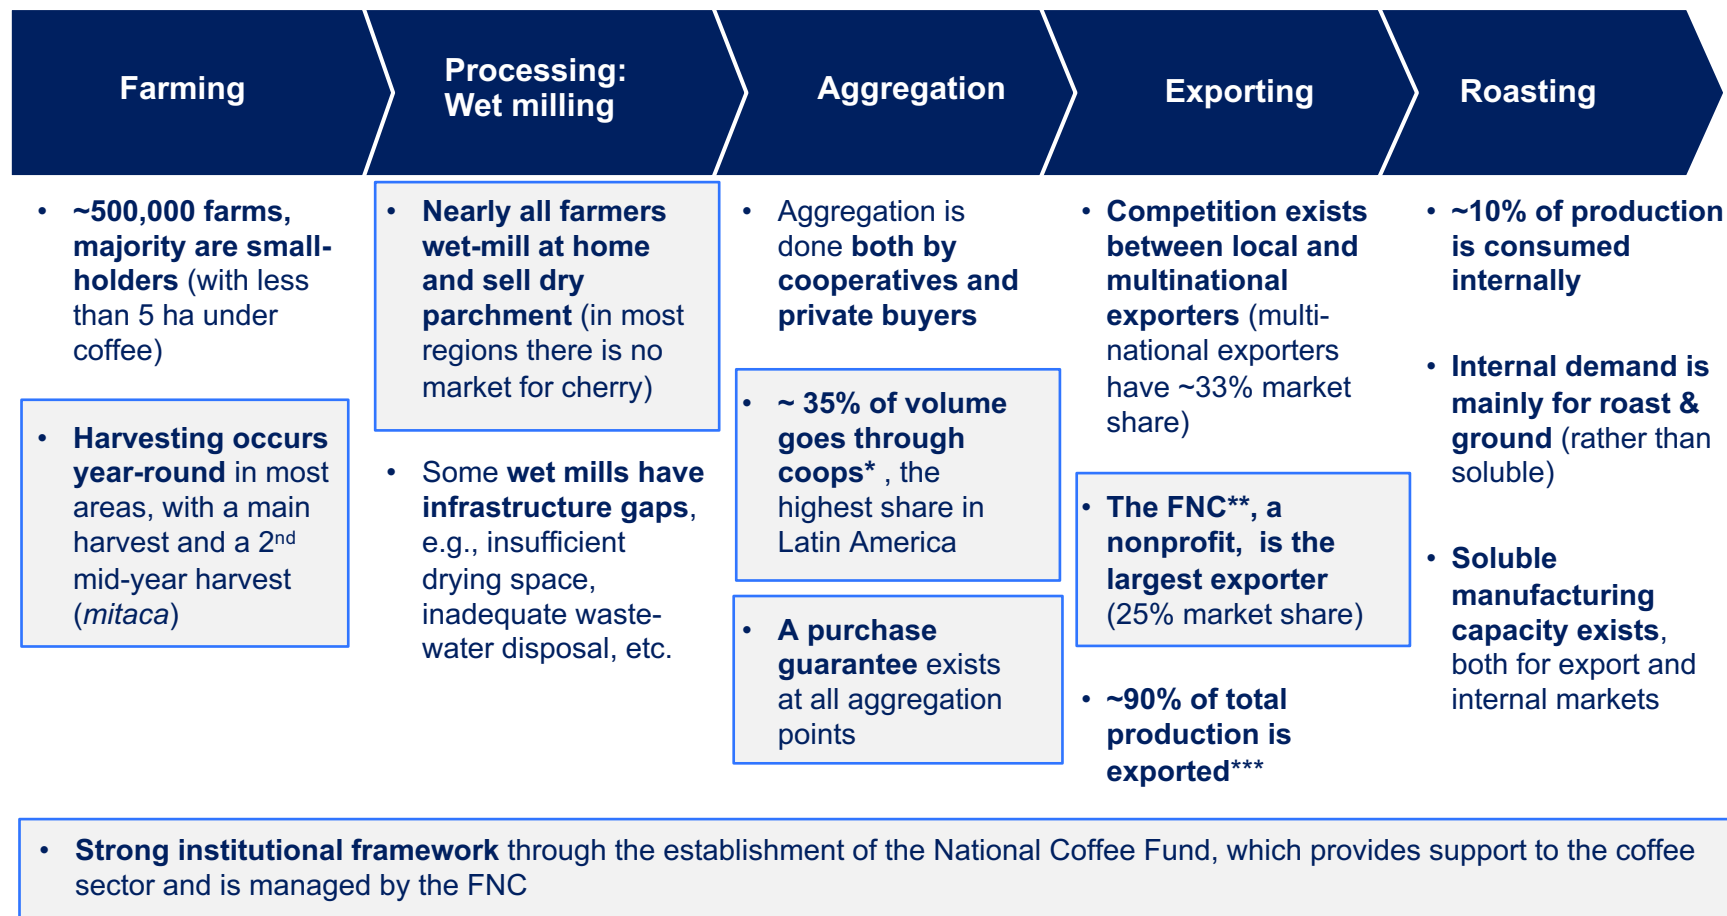 Farming
Processing:
Wet milling
Aggregation
Exporting
Roasting
• ~500,000 farms,
majority are small-
holders (with less
than 5 ha under
coffee)
• Harvesting occurs
year-round in most
areas, with a main
harvest and a 2nd
mid-year harvest
(mitaca)
• Nearly all farmers
wet-mill at home
and sell dry
parchment (in most
regions there is no
market for cherry)
• Some wet mills have
infrastructure gaps,
e.g., insufficient
drying space,
inadequate waste-
water disposal, etc.
• Aggregation is
done both by
cooperatives and
private buyers
• ~ 35% of volume
goes through
coops* , the
highest share in
Latin America
• A purchase
guarantee exists
at all aggregation
points
• Competition exists
between local and
multinational
exporters (multi-
national exporters
have ~33% market
share)
• The FNC**, a
nonprofit, is the
largest exporter
(25% market share)
• ~90% of total
production is
exported***
• ~10% of production
is consumed
internally
• Internal demand is
mainly for roast &
ground (rather than
soluble)
• Soluble
manufacturing
capacity exists,
both for export and
internal markets
• Strong institutional framework through the establishment of the National Coffee Fund, which provides support to the coffee
sector and is managed by the FNC